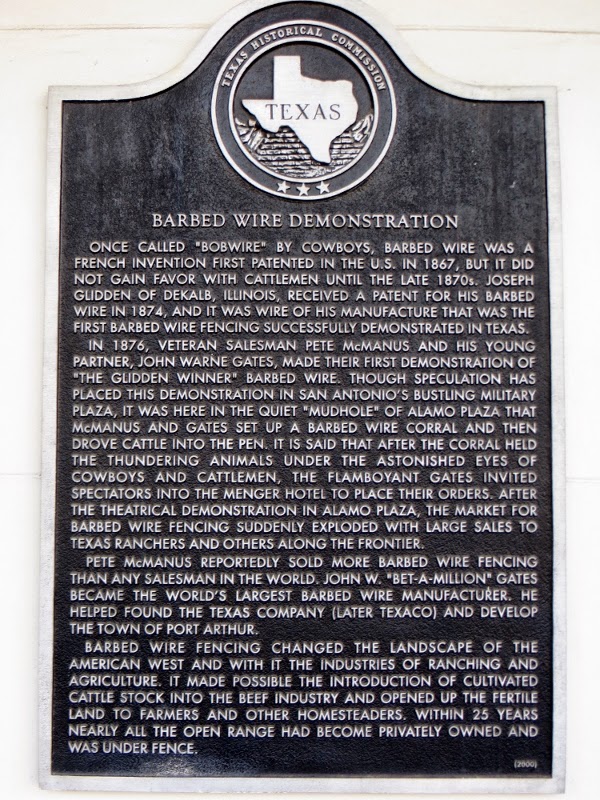 TEXAS HISTORICAL COMMISSION
TEXAS
BARBED WIRE DEMONSTRATION
ONCE CALLED "BOBWIRE" BY COWBOYS, BARBED WIRE WAS A
FRENCH INVENTION FIRST PATENTED IN THE U.S. IN 1867, BUT IT DID
NOT GAIN FAVOR WITH CATTLEMEN UNTIL THE LATE 1870s. JOSEPH
GLIDDEN OF DEKALB, ILLINOIS, RECEIVED A PATENT FOR HIS BARBED
WIRE IN 1874, AND IT WAS WIRE OF HIS MANUFACTURE THAT WAS THE
FIRST BARBED WIRE FENCING SUCCESSFULLY DEMONSTRATED IN TEXAS.
IN 1876, VETERAN SALESMAN PETE McMANUS AND HIS YOUNG
PARTNER, JOHN WARNE GATES, MADE THEIR FIRST DEMONSTRATION OF
"THE GLIDDEN WINNER" BARBED WIRE. THOUGH SPECULATION HAS
PLACED THIS DEMONSTRATION IN SAN ANTONIO'S BUSTLING MILITARY
PLAZA, IT WAS HERE IN THE QUIET "MUDHOLE" OF ALAMO PLAZA THAT
McMANUS AND GATES SET UP A BARBED WIRE CORRAL AND THEN
DROVE CATTLE INTO THE PEN. IT IS SAID THAT AFTER THE CORRAL HELD
THE THUNDERING ANIMALS UNDER THE ASTONISHED EYES OF
COWBOYS AND CATTLEMEN, THE FLAMBOYANT GATES INVITED
SPECTATORS INTO THE MENGER HOTEL TO PLACE THEIR ORDERS. AFTER
THE THEATRICAL DEMONSTRATION IN ALAMO PLAZA, THE MARKET FOR
BARBED WIRE FENCING SUDDENLY EXPLODED WITH LARGE SALES TO
TEXAS RANCHERS AND OTHERS ALONG THE FRONTIER.
PETE McMANUS REPORTEDLY SOLD MORE BARBED WIRE FENCING
THAN ANY SALESMAN IN THE WORLD. JOHN W. "BET-A-MILLION" GATES
BECAME THE WORLD'S LARGEST BARBED WIRE MANUFACTURER. HE
HELPED FOUND THE TEXAS COMPANY (LATER TEXACO) AND DEVELOP
THE TOWN OF PORT ARTHUR.
BARBED WIRE FENCING CHANGED THE LANDSCAPE OF THE
AMERICAN WEST AND WITH IT THE INDUSTRIES OF RANCHING AND
AGRICULTURE. IT MADE POSSIBLE THE INTRODUCTION OF CULTIVATED
CATTLE STOCK INTO THE BEEF INDUSTRY AND OPENED UP THE FERTILE
LAND TO FARMERS AND OTHER HOMESTEADERS. WITHIN 25 YEARS
NEARLY ALL THE OPEN RANGE HAD BECOME PRIVATELY OWNED AND
WAS UNDER FENCE.
(2000)